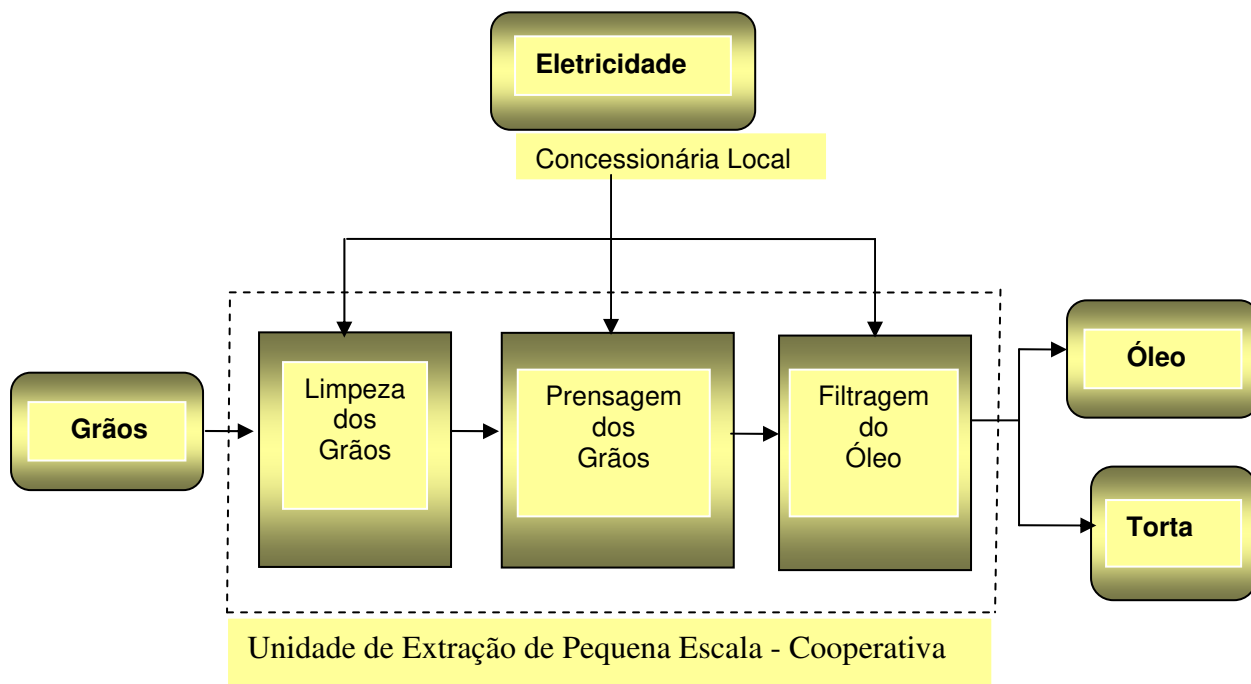 Eletricidade
Concessionária Local
Grãos
Limpeza
dos
Grãos
Prensagem
dos
Grãos
Filtragem
do
Óleo
Óleo
Torta
Unidade de Extração de Pequena Escala - Cooperativa